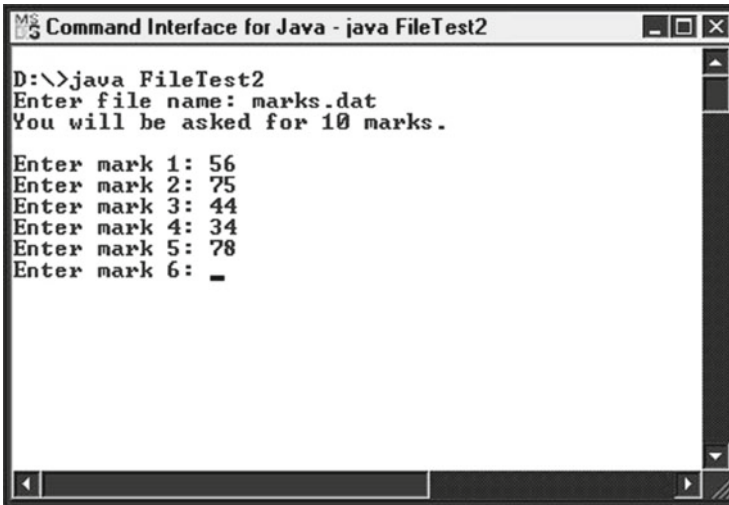 Command Interface for Java - java FileTest2
D:\>java FileTest2
Enter file name: marks.dat
You will be asked for 10 marks.
Enter mark 1: 56
Enter mark 2: 75
Enter mark 3: 44
Enter mark 4: 34
Enter mark 5: 78
Enter mark 6: _